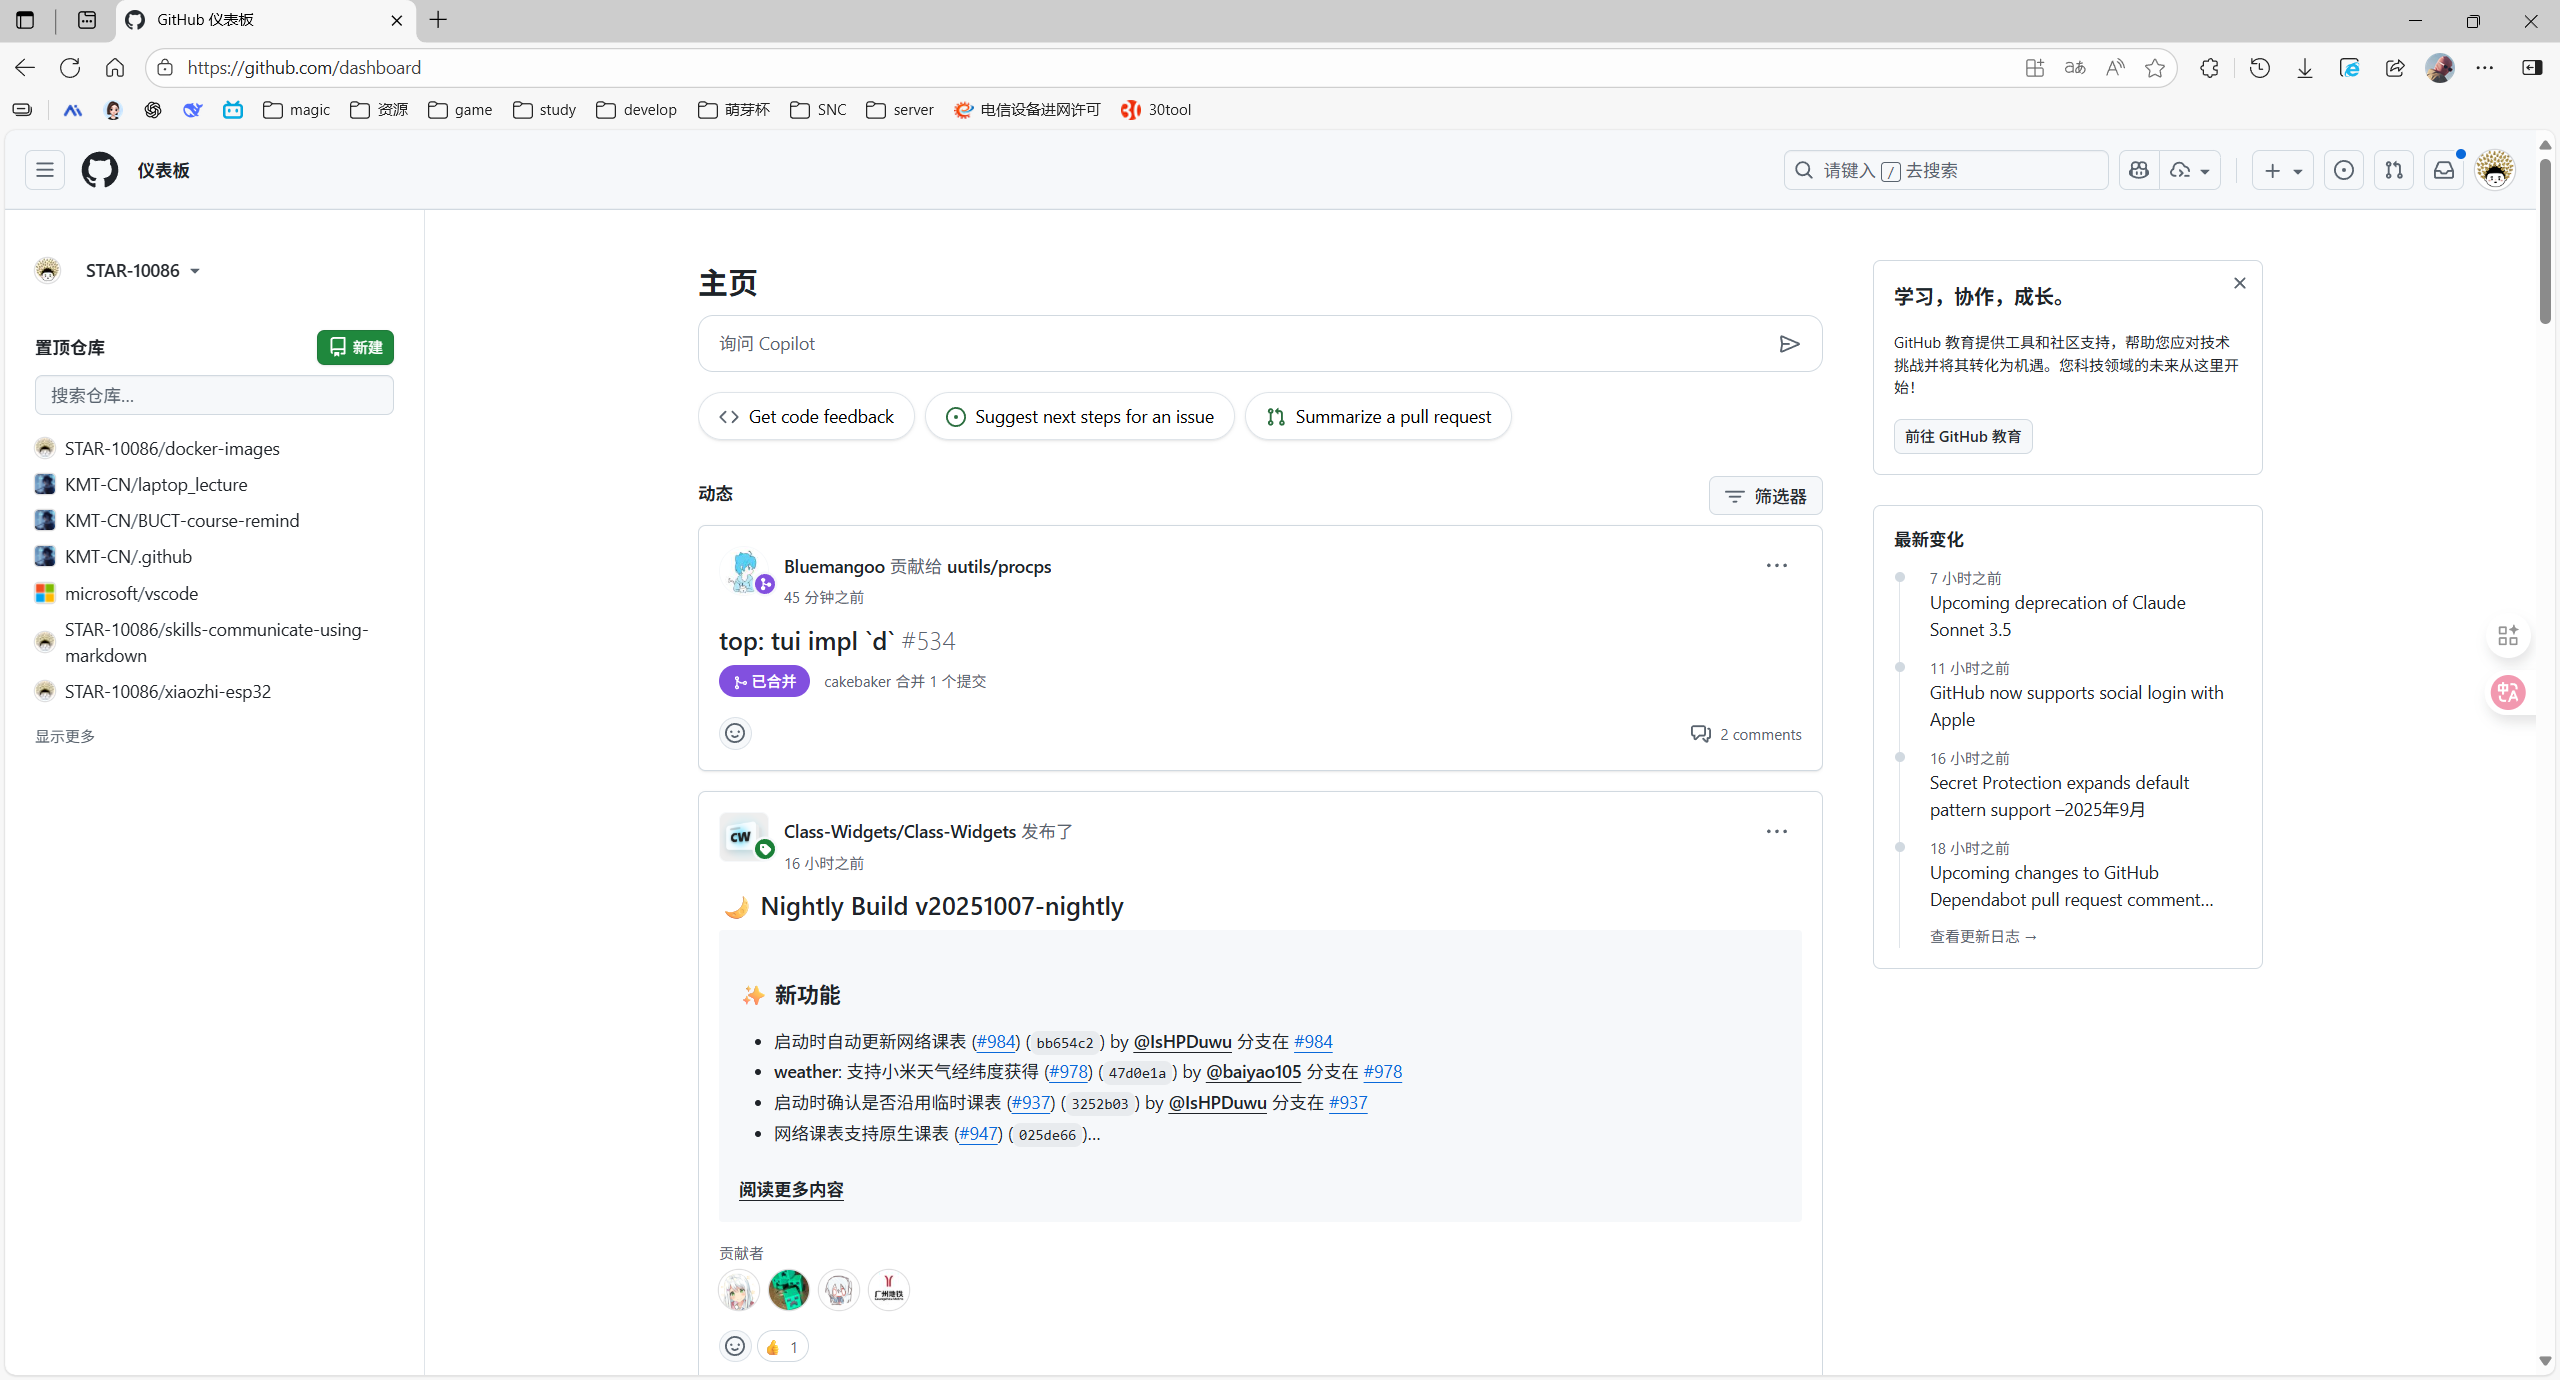 GitHub 仪表板
https://github.com/dashboard
magic
资源
game
study
develop
萌芽杯
SNC
server
电信设备进网许可
30tool
仪表板
请键入 / 去搜索
STAR-10086
置顶仓库
新建
搜索仓库...
STAR-10086/docker-images
KMT-CN/laptop_lecture
KMT-CN/BUCT-course-remind
KMT-CN/.github
microsoft/vscode
STAR-10086/skills-communicate-using-
markdown
STAR-10086/xiaozhi-esp32
显示更多
主页
询问 Copilot
Get code feedback
Suggest next steps for an issue
Summarize a pull request
动态
筛选器
Bluemangoo 贡献给 uutils/procps
45 分钟之前
top: tui impl `d` #534
已合并
cakebaker 合并 1 个提交
2 comments
CW
Class-Widgets/Class-Widgets 发布了
16 小时之前
🌙 Nightly Build v20251007-nightly
✨ 新功能
• 启动时自动更新网络课表 (#984) (bb654c2) by @IsHPDuwu 分支在 #984
• weather: 支持小米天气经纬度获得 (#978) (47d0e1a) by @baiyao105 分支在 #978
• 启动时确认是否沿用临时课表 (#937) (3252b03) by @IsHPDuwu 分支在 #937
• 网络课表支持原生课表 (#947) (025de66)...
阅读更多内容
贡献者
广州地铁
👍 1
学习，协作，成长。
GitHub 教育提供工具和社区支持，帮助您应对技术
挑战并将其转化为机遇。您科技领域的未来从这里开
始！
前往 GitHub 教育
最新变化
7 小时之前
Upcoming deprecation of Claude
Sonnet 3.5
11 小时之前
GitHub now supports social login with
Apple
16 小时之前
Secret Protection expands default
pattern support –2025年9月
18 小时之前
Upcoming changes to GitHub
Dependabot pull request comment...
查看更新日志 →